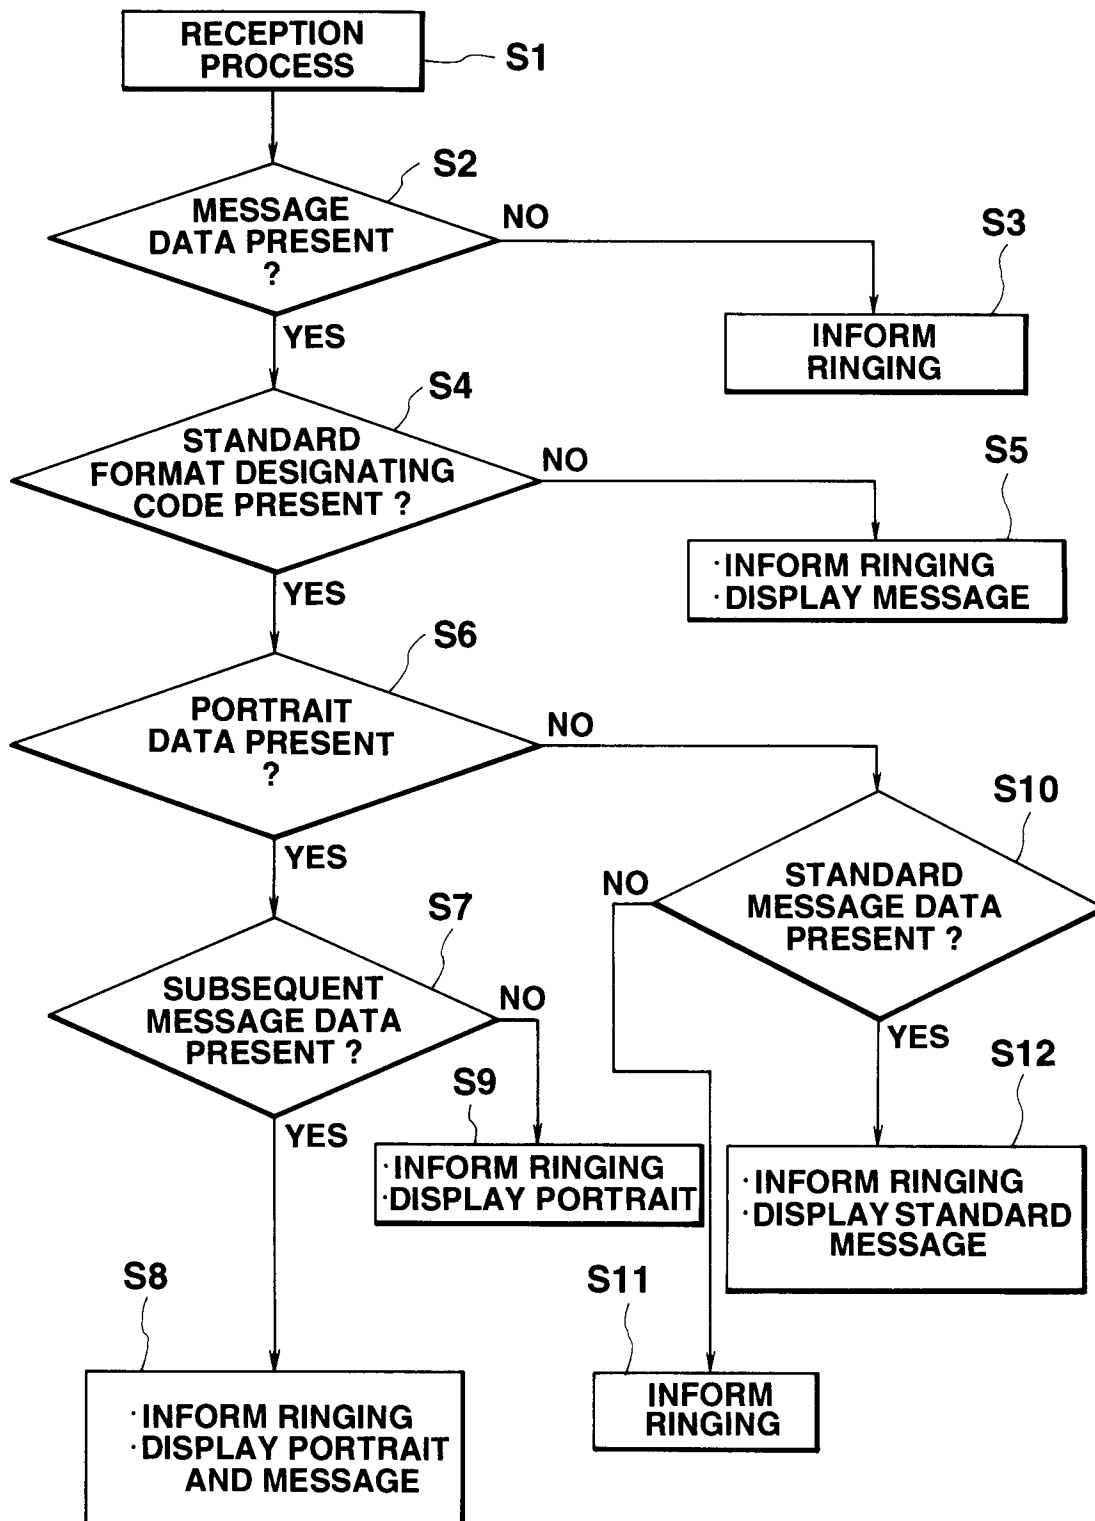 RECEPTION
PROCESS
S1
S2
MESSAGE
DATA PRESENT
?
NO
YES
S3
INFORM
RINGING
S4
STANDARD
FORMAT DESIGNATING
CODE PRESENT ?
NO
YES
S5
·INFORM RINGING
·DISPLAY MESSAGE
S6
PORTRAIT
DATA PRESENT
?
NO
YES
S10
STANDARD
MESSAGE DATA
PRESENT ?
NO
YES
S7
SUBSEQUENT
MESSAGE DATA
PRESENT ?
NO
YES
S9
·INFORM RINGING
·DISPLAY PORTRAIT
S12
·INFORM RINGING
·DISPLAY STANDARD
MESSAGE
S8
·INFORM RINGING
·DISPLAY PORTRAIT
AND MESSAGE
S11
INFORM
RINGING